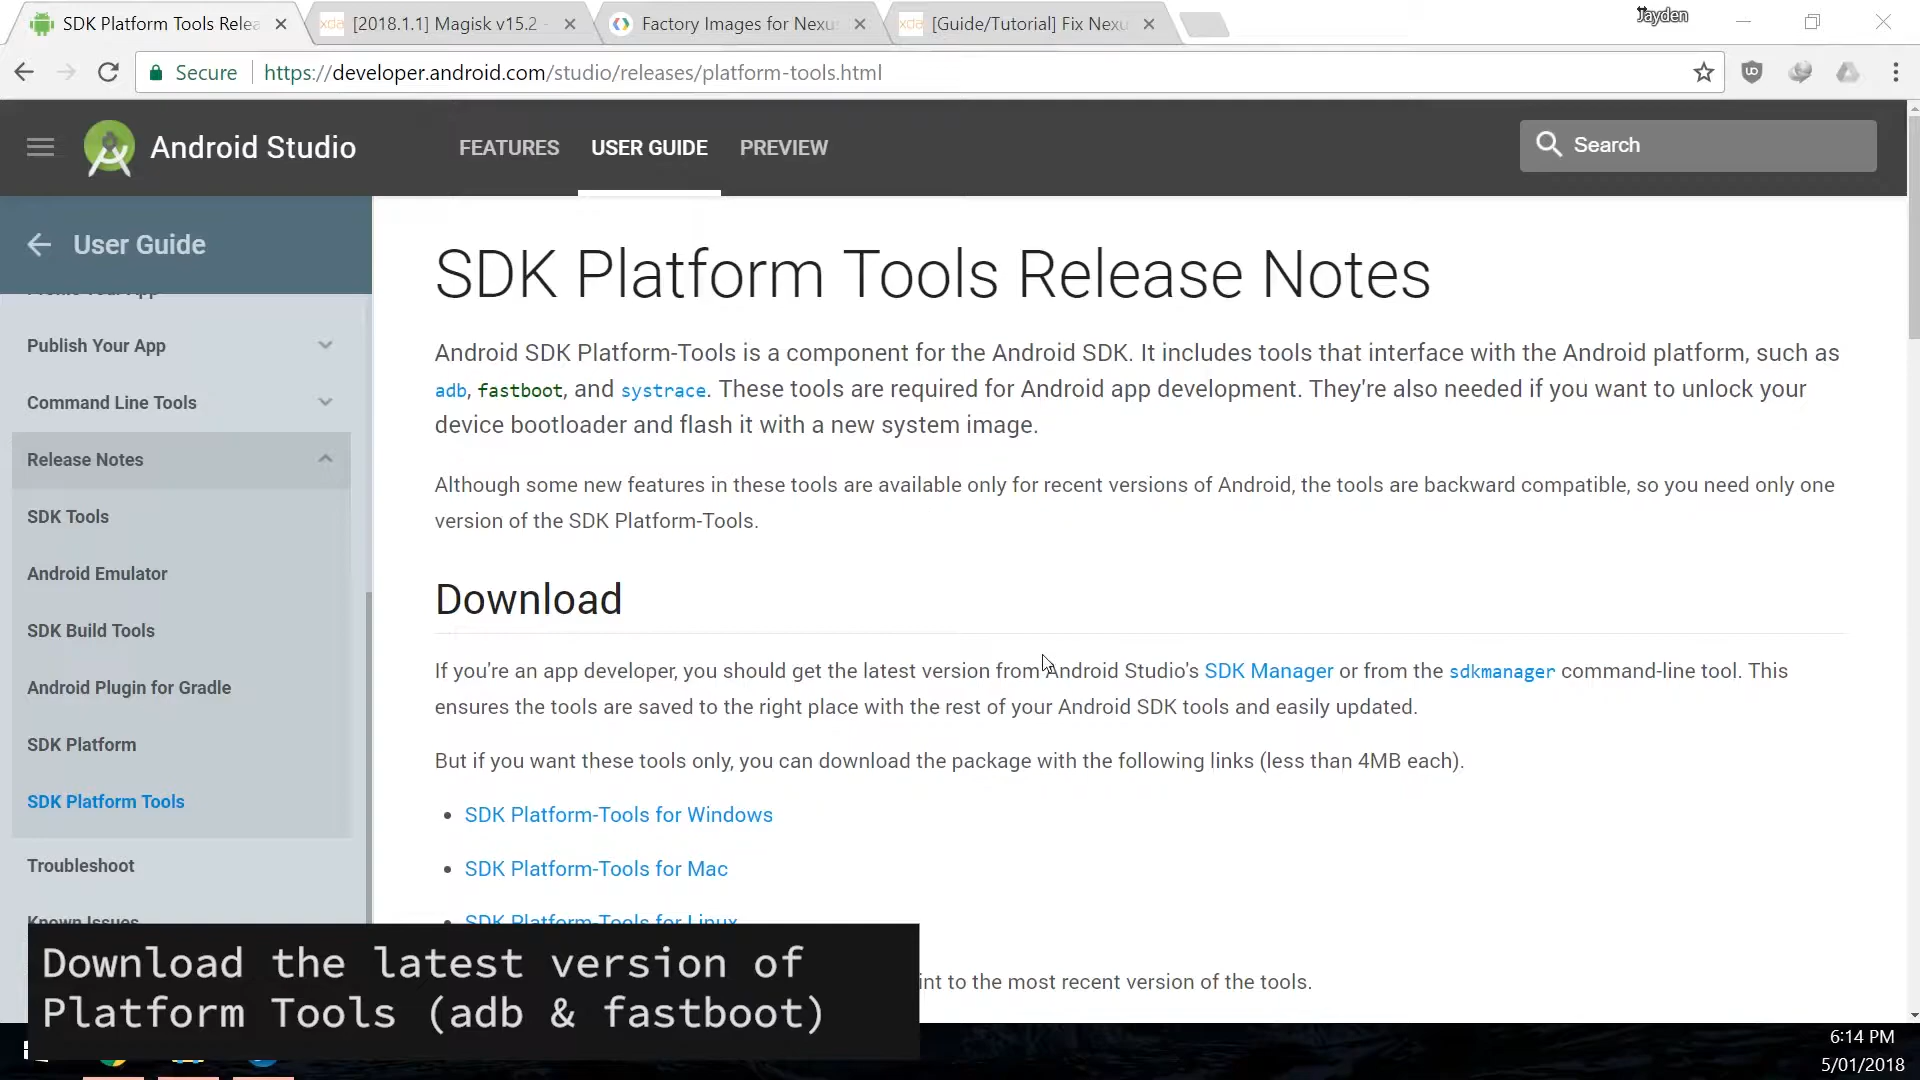 SDK Platform Tools Relea
[2018.1.1] Magisk v15.2 -
Factory Images for Nexu
[Guide/Tutorial] Fix Nexu
Jayden
Secure
https://developer.android.com/studio/releases/platform-tools.html
Android Studio
FEATURES
USER GUIDE
PREVIEW
Search
User Guide
Publish Your App
Command Line Tools
Release Notes
SDK Tools
Android Emulator
SDK Build Tools
Android Plugin for Gradle
SDK Platform
SDK Platform Tools
Troubleshoot
Known Issues
SDK Platform Tools Release Notes
Android SDK Platform-Tools is a component for the Android SDK. It includes tools that interface with the Android platform, such as
adb, fastboot, and systrace. These tools are required for Android app development. They're also needed if you want to unlock your
device bootloader and flash it with a new system image.
Although some new features in these tools are available only for recent versions of Android, the tools are backward compatible, so you need only one
version of the SDK Platform-Tools.
Download
If you're an app developer, you should get the latest version from Android Studio's SDK Manager or from the sdkmanager command-line tool. This
ensures the tools are saved to the right place with the rest of your Android SDK tools and easily updated.
But if you want these tools only, you can download the package with the following links (less than 4MB each).
• SDK Platform-Tools for Windows
• SDK Platform-Tools for Mac
• SDK Platform-Tools for Linux
int to the most recent version of the tools.
Download the latest version of
Platform Tools (adb & fastboot)
6:14 PM
5/01/2018